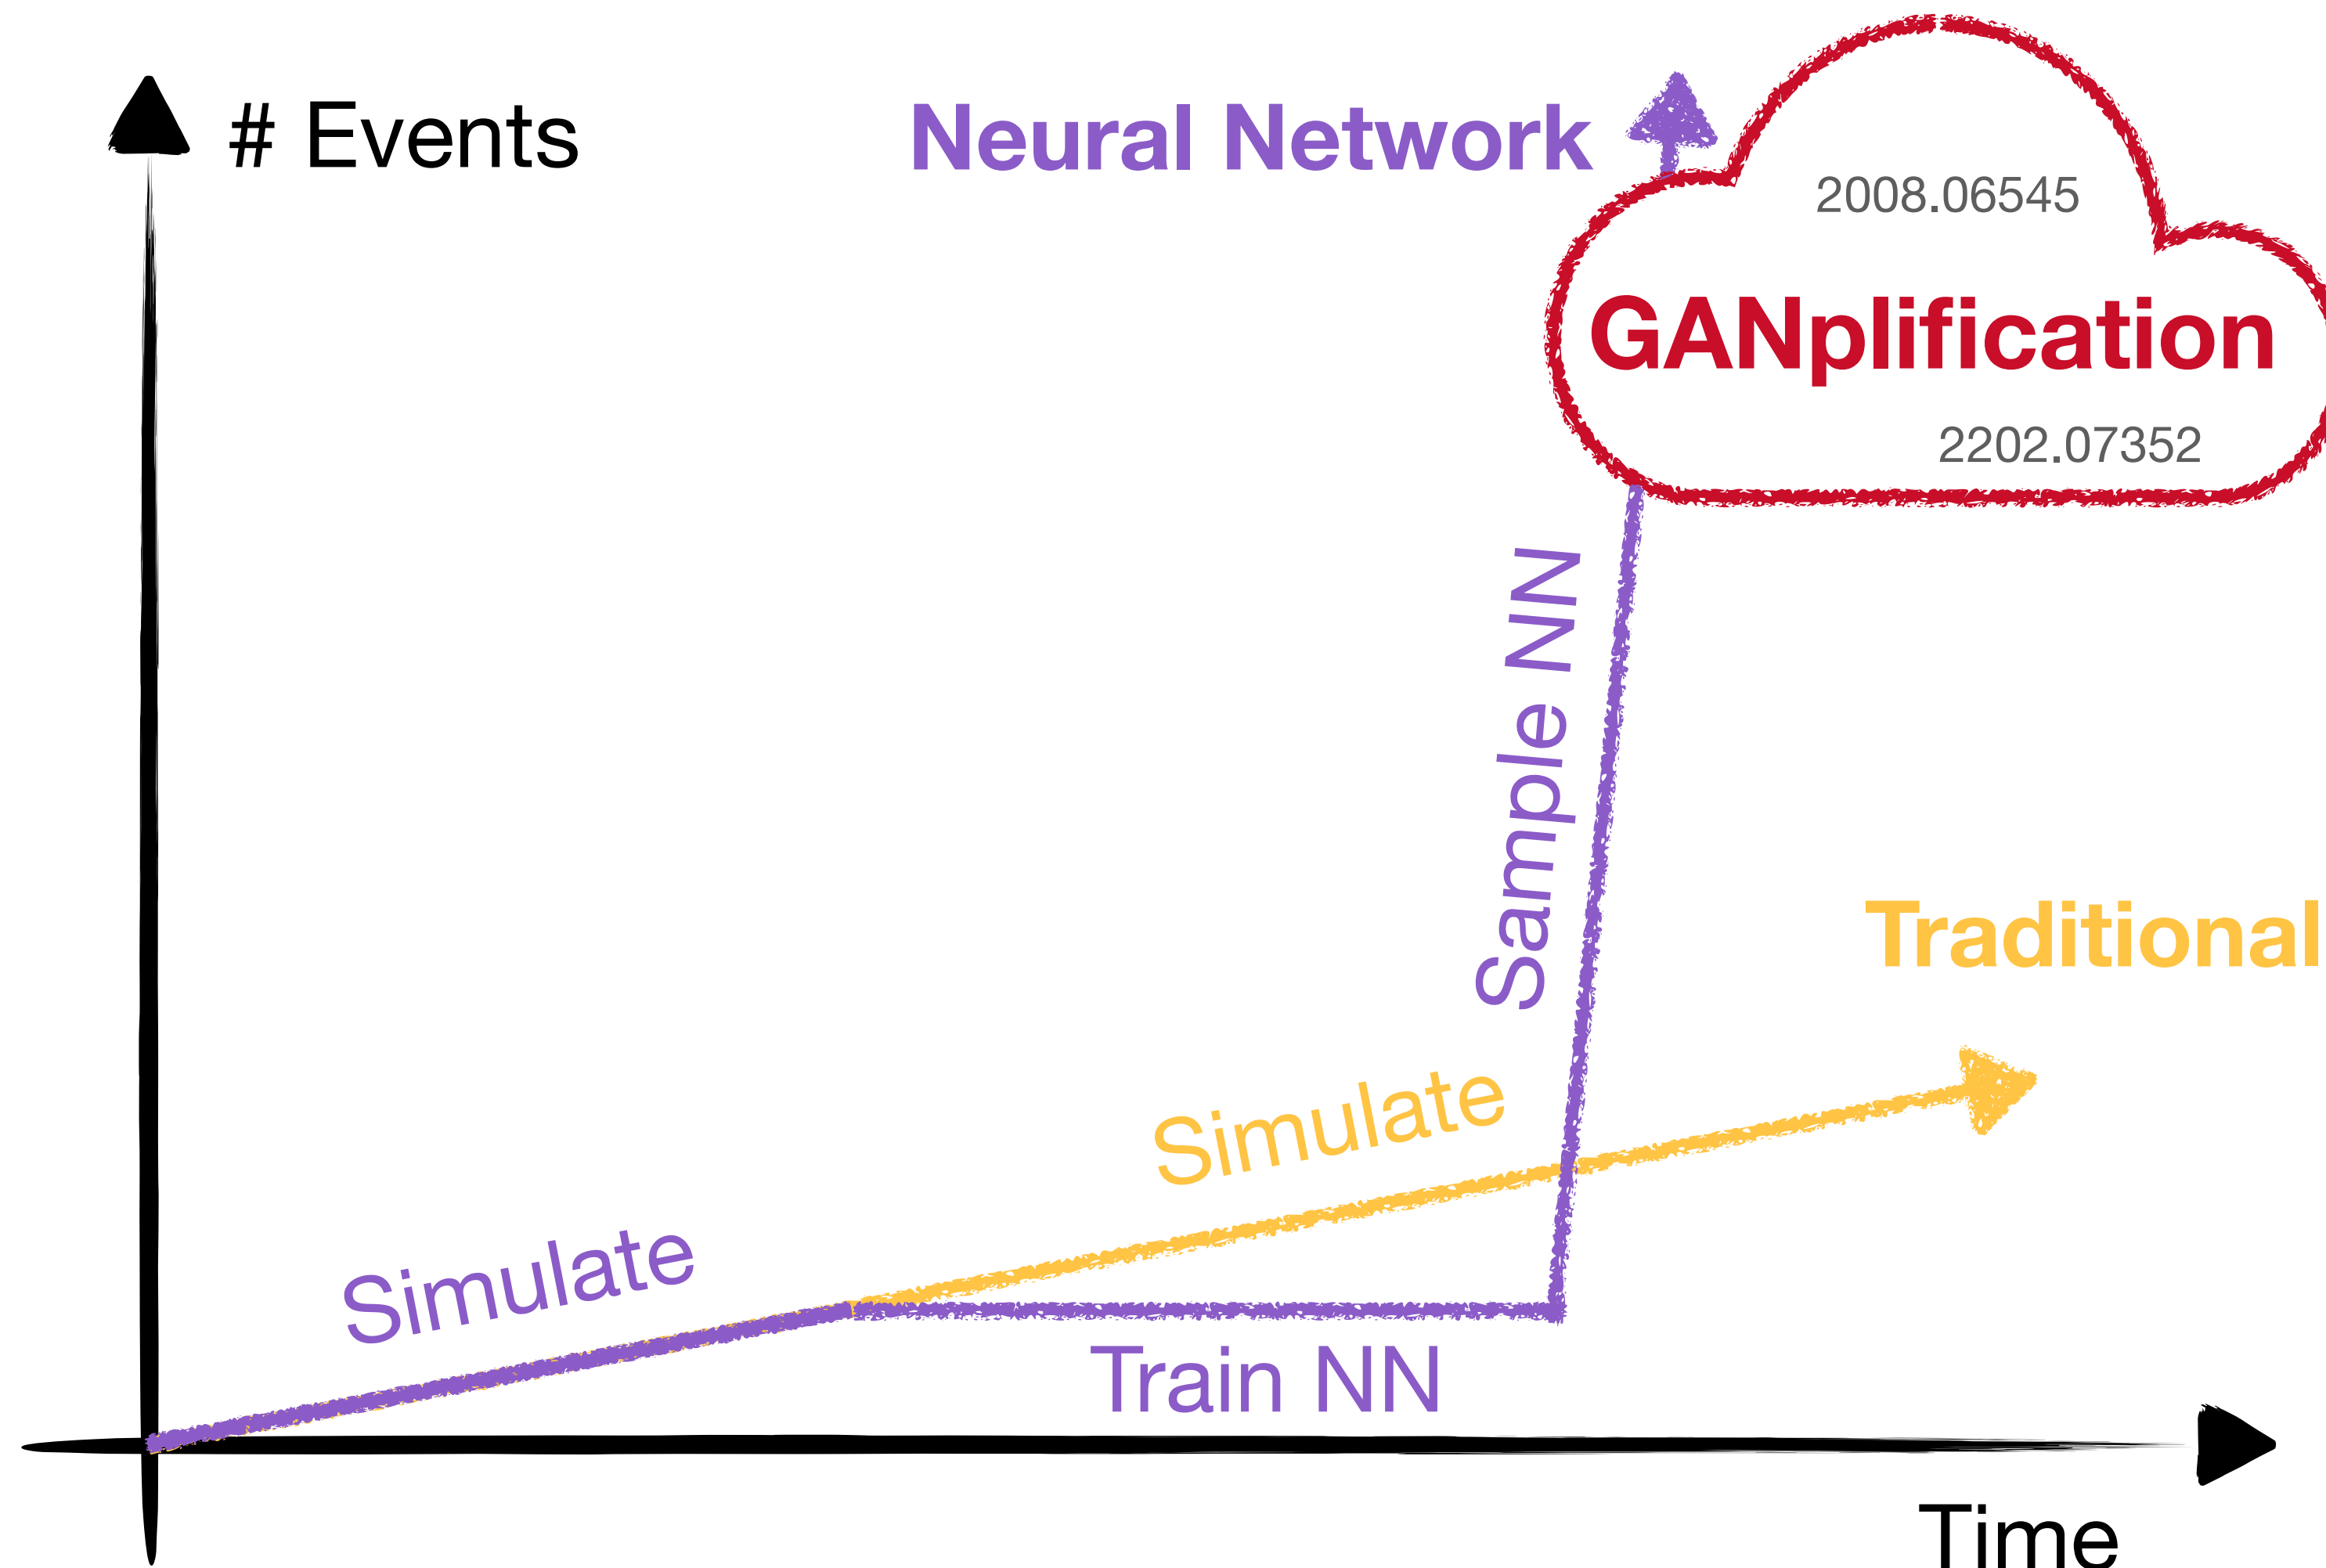 # Events
Neural Network
2008.06545
GANplification
2202.07352
Sample NN
Traditional
Simulate
Simulate
Train NN
Time